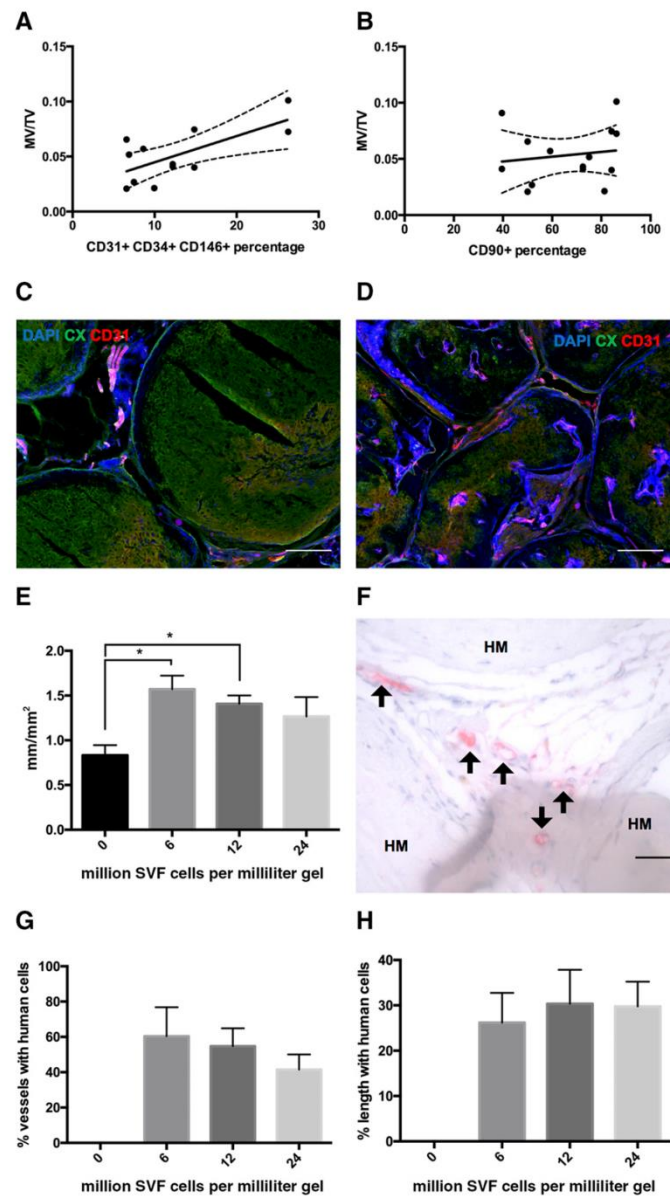 A
B
0.15
0.10
0.05
0.00
MV/TV
0
10
20
30
CD31+ CD34+ CD146+ percentage
0.15
0.10
0.05
0.00
MV/TV
0
20
40
60
80
100
CD90+ percentage
C
D
DAPI CX CD31
DAPI CX CD31
E
F
2.0
1.5
1.0
0.5
0.0
mm/mm²
*
*
0
6
12
24
million SVF cells per milliliter gel
HM
HM
HM
G
H
100
80
60
40
20
0
% vessels with human cells
0
6
12
24
million SVF cells per milliliter gel
40
30
20
10
0
% length with human cells
0
6
12
24
million SVF cells per milliliter gel